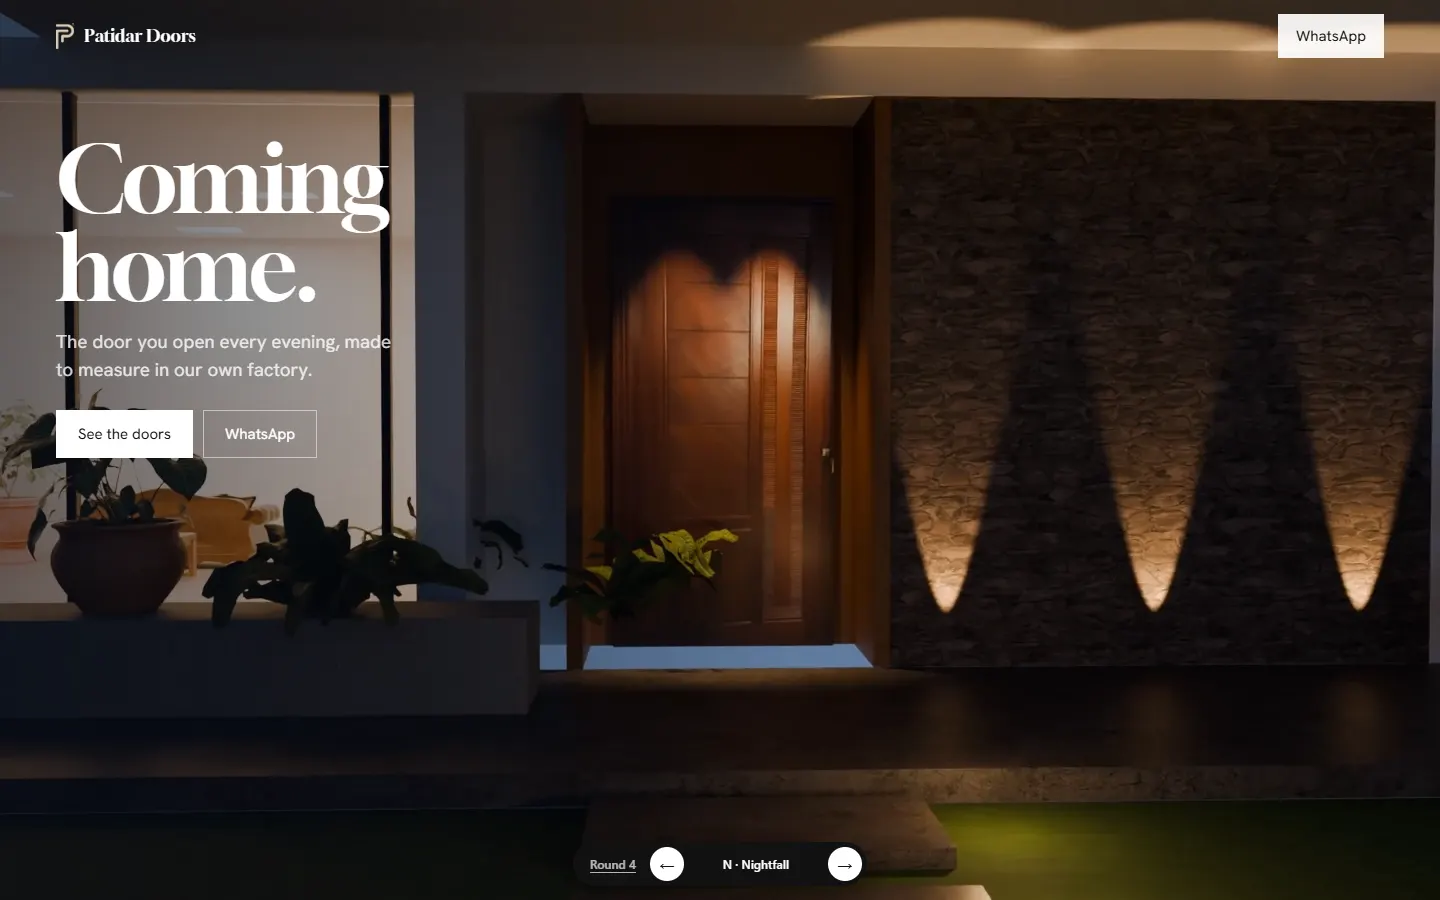 Patidar Doors
WhatsApp
Coming
home.
The door you open every evening, made
to measure in our own factory.
See the doors
WhatsApp
Round 4
←
N · Nightfall
→